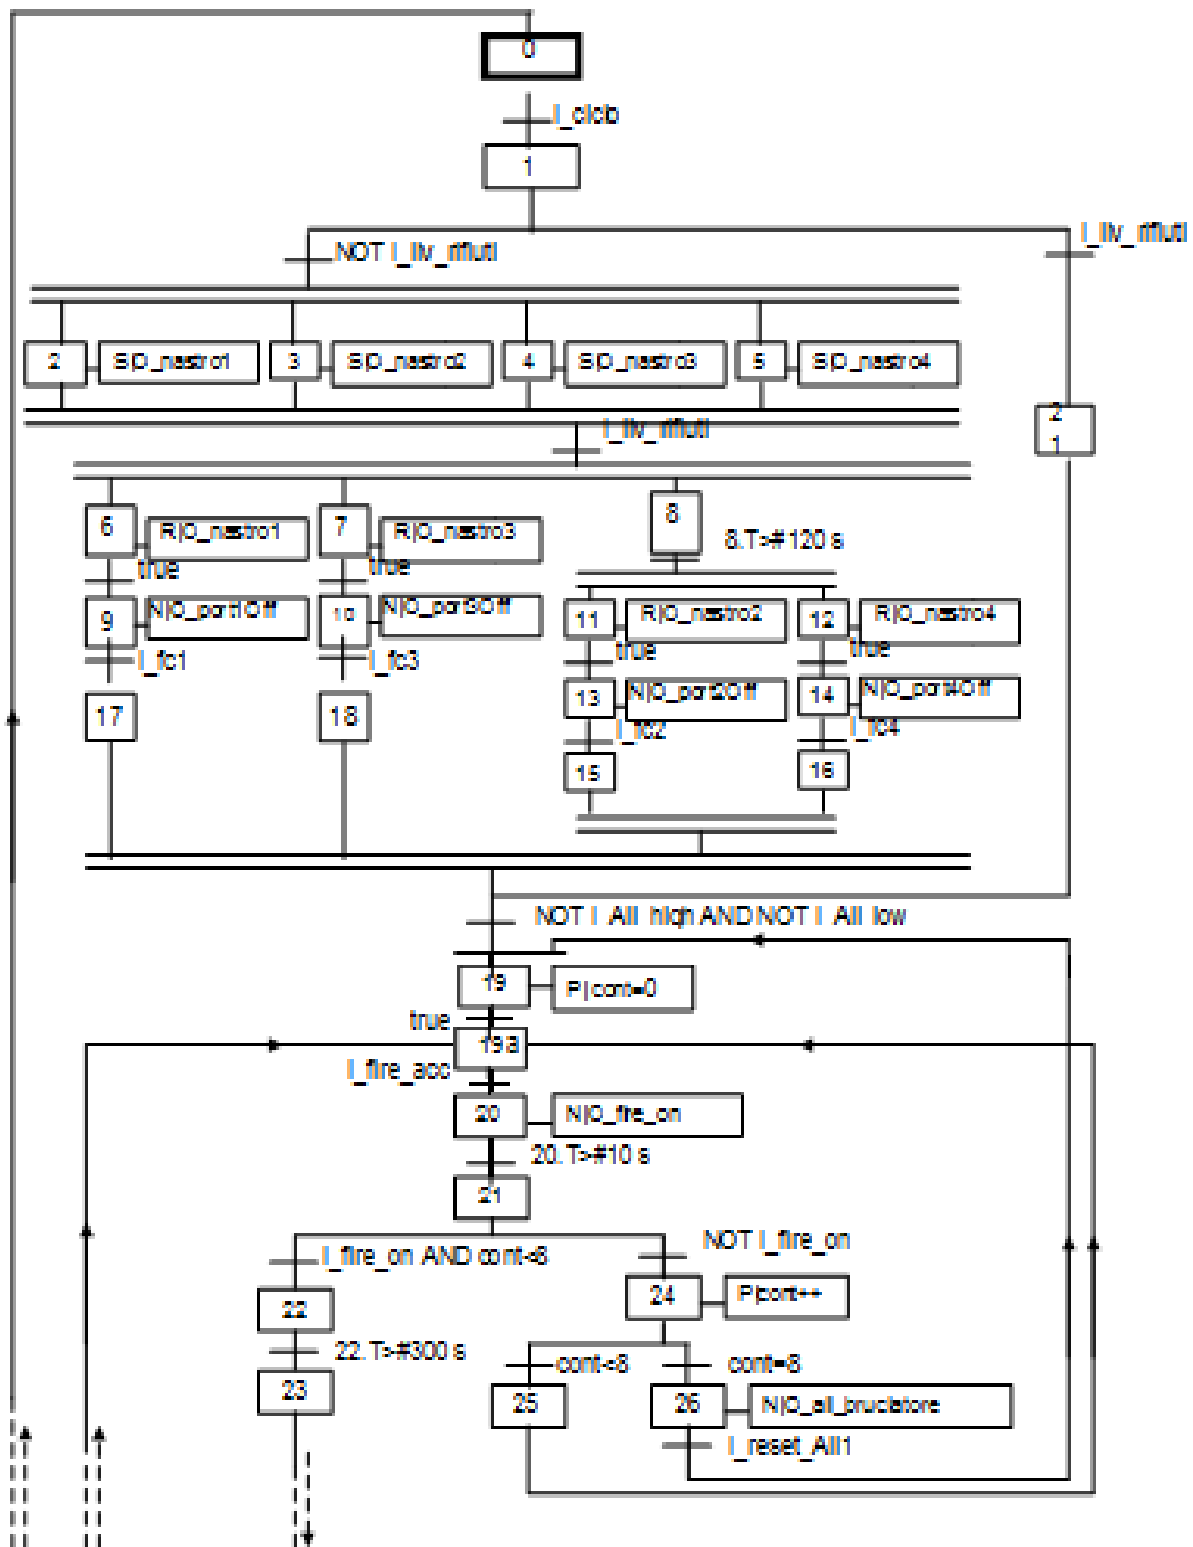 0
I_ciclo
1
NOT I_liv_rifiuti
I_liv_rifiuti
2
S|O_nastro1
3
S|O_nastro2
4
S|O_nastro3
5
S|O_nastro4
2
1
I_liv_rifiuti
6
R|O_nastro1
7
R|O_nastro3
8
8.T>#120 s
true
true
9
N|O_port1Off
10
N|O_port3Off
11
R|O_nastro2
12
R|O_nastro4
I_fc1
I_fc3
true
true
13
N|O_port2Off
14
N|O_port4Off
17
18
I_fc2
I_fc4
15
16
NOT I_All_high AND NOT I_All_low
19
P|cont=0
true
19.a
I_fire_acc
20
N|O_fire_on
20.T>#10 s
21
I_fire_on AND cont<8
NOT I_fire_on
22
24
P|cont++
22.T>#300 s
cont<8
cont=8
23
25
26
N|O_all_bruciatore
I_reset_All1